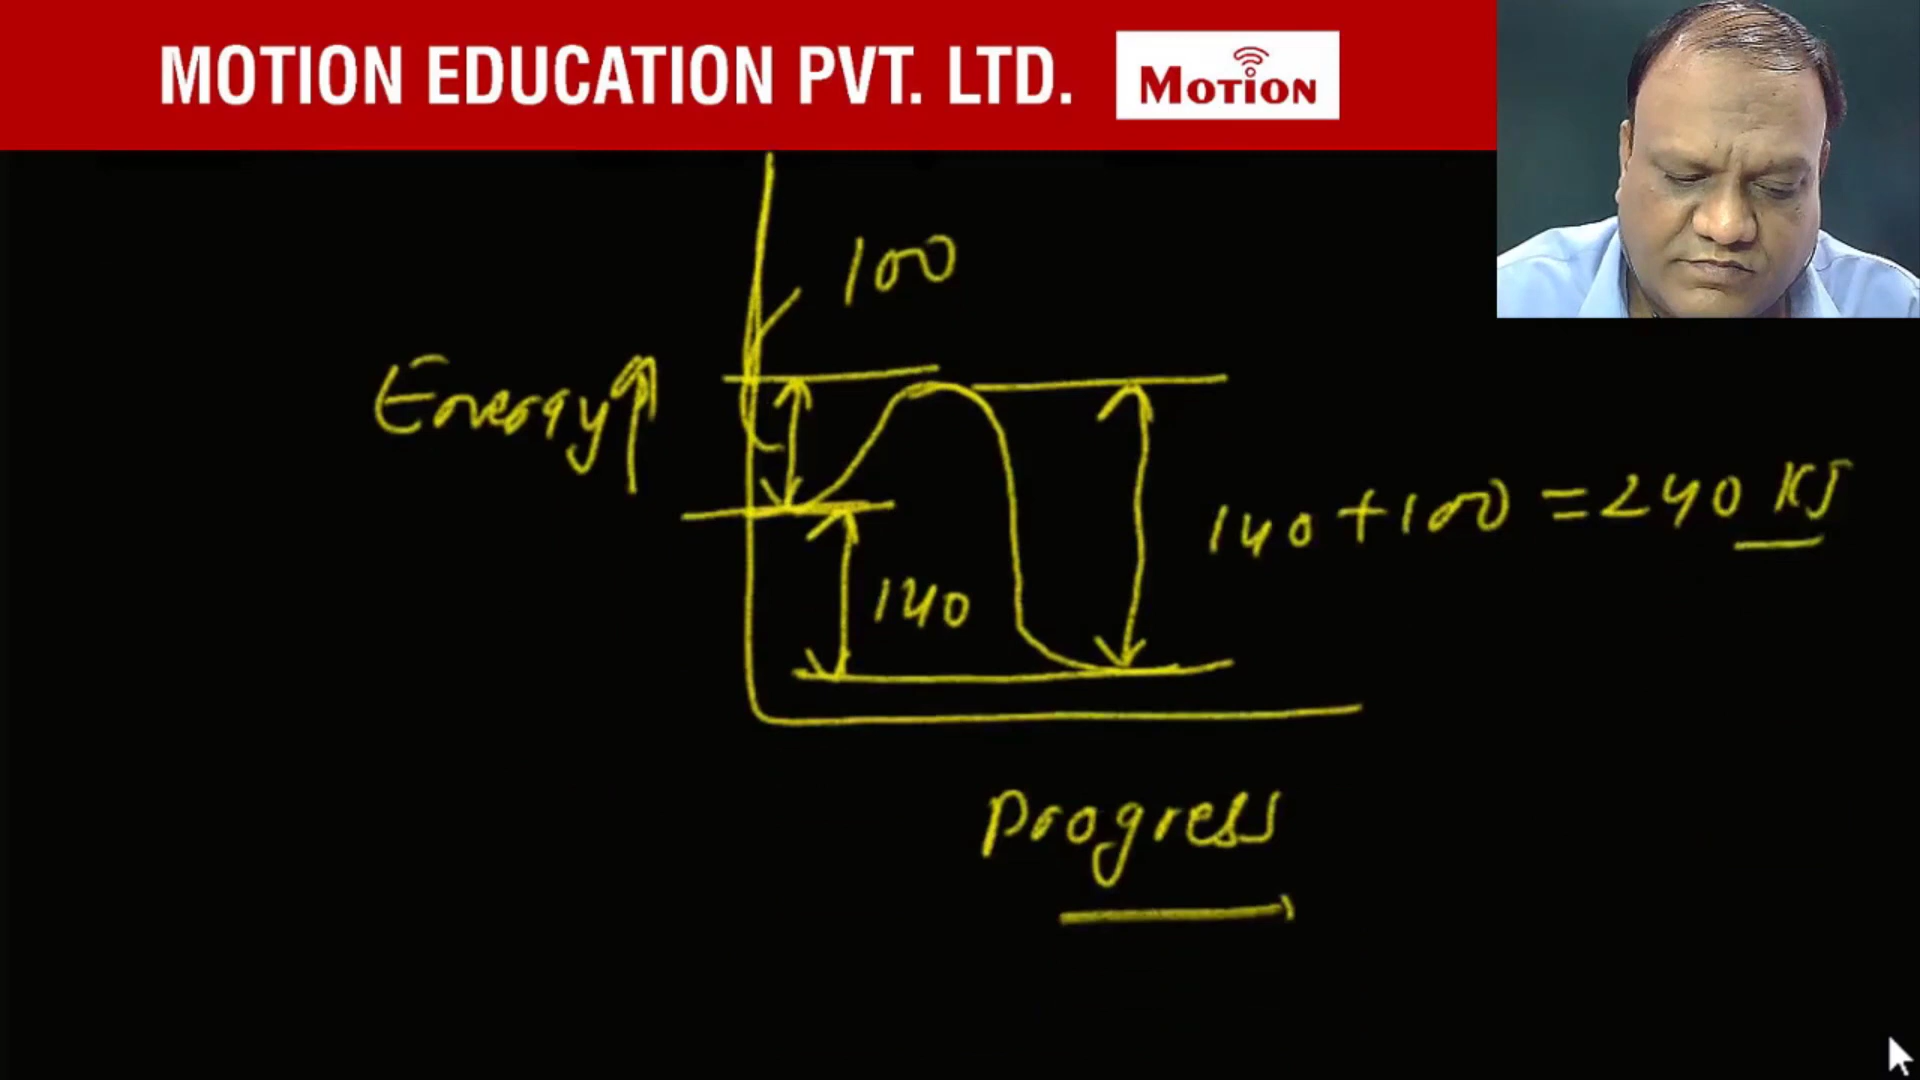 MOTION EDUCATION PVT. LTD.
MOTION
100
Energy
140 + 100 = 240 KJ
140
Progress